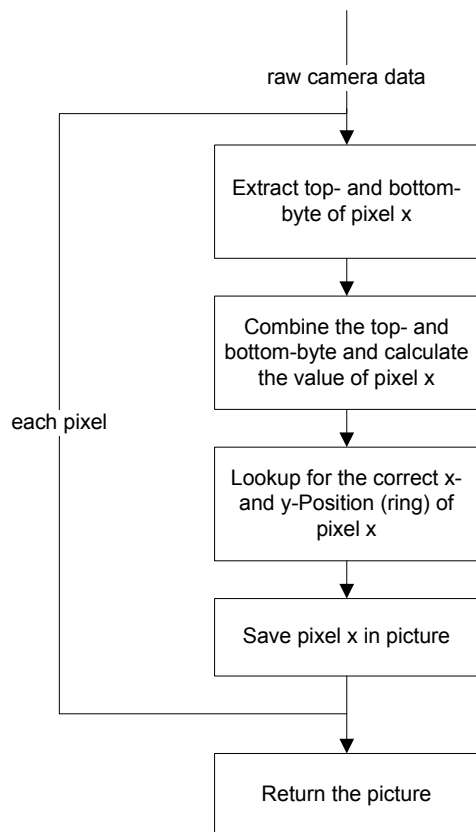 raw camera data
Extract top- and bottom-
byte of pixel x
Combine the top- and
bottom-byte and calculate
the value of pixel x
each pixel
Lookup for the correct x-
and y-Position (ring) of
pixel x
Save pixel x in picture
Return the picture